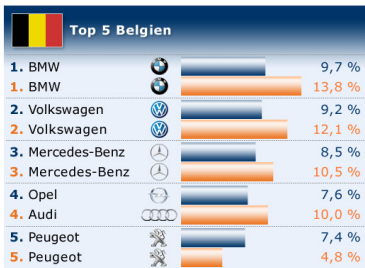 Top 5 Belgien
1. BMW 9,7 %
1. BMW 13,8 %
2. Volkswagen 9,2 %
2. Volkswagen 12,1 %
3. Mercedes-Benz 8,5 %
3. Mercedes-Benz 10,5 %
4. Opel 7,6 %
4. Audi 10,0 %
5. Peugeot 7,4 %
5. Peugeot 4,8 %